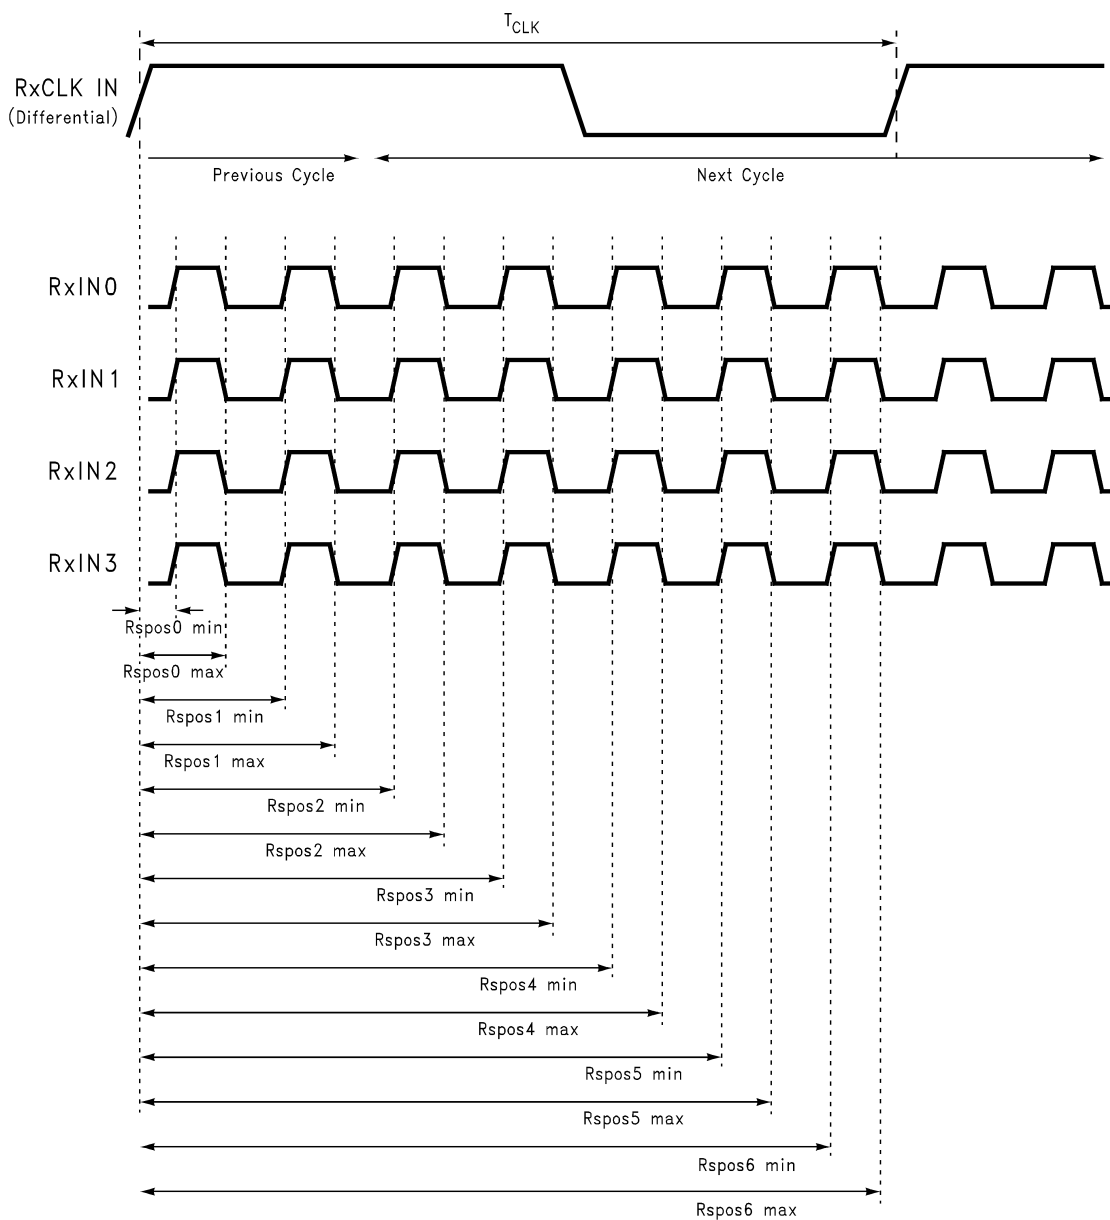 TCLK
RxCLK IN
(Differential)
Previous Cycle
Next Cycle
RxIN0
RxIN1
RxIN2
RxIN3
Rspos0 min
Rspos0 max
Rspos1 min
Rspos1 max
Rspos2 min
Rspos2 max
Rspos3 min
Rspos3 max
Rspos4 min
Rspos4 max
Rspos5 min
Rspos5 max
Rspos6 min
Rspos6 max